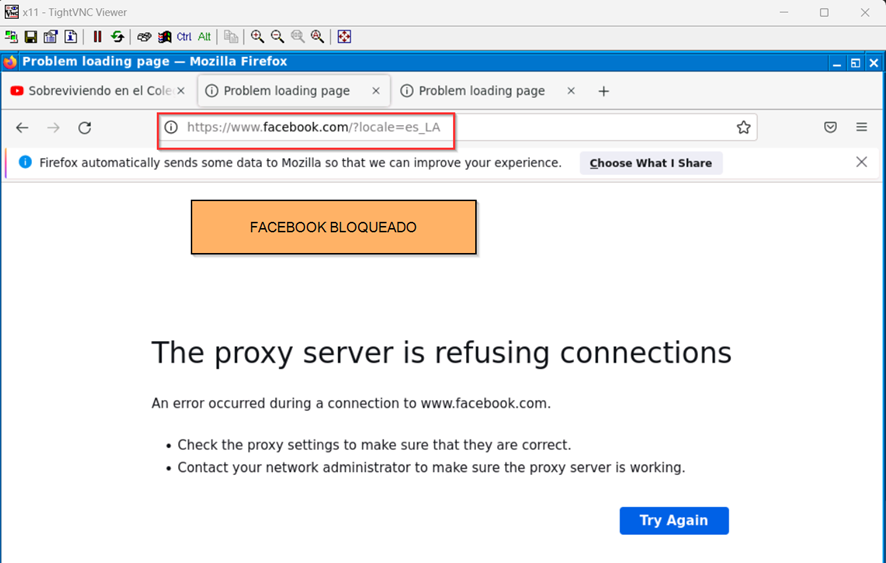 x11 - TightVNC Viewer
Ctrl Alt
Problem loading page — Mozilla Firefox
Sobreviviendo en el Cole
Problem loading page
Problem loading page
https://www.facebook.com/?locale=es_LA
Firefox automatically sends some data to Mozilla so that we can improve your experience.
Choose What I Share
FACEBOOK BLOQUEADO
The proxy server is refusing connections
An error occurred during a connection to www.facebook.com.
• Check the proxy settings to make sure that they are correct.
• Contact your network administrator to make sure the proxy server is working.
Try Again